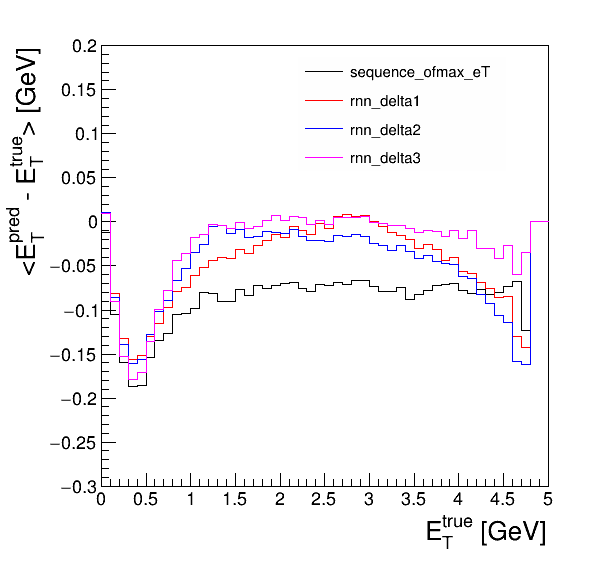 <E_T^pred - E_T^true> [GeV]
0.2
0.15
0.1
0.05
0
−0.05
−0.1
−0.15
−0.2
−0.25
−0.3
sequence_ofmax_eT
rnn_delta1
rnn_delta2
rnn_delta3
0 0.5 1 1.5 2 2.5 3 3.5 4 4.5 5
E_T^true [GeV]